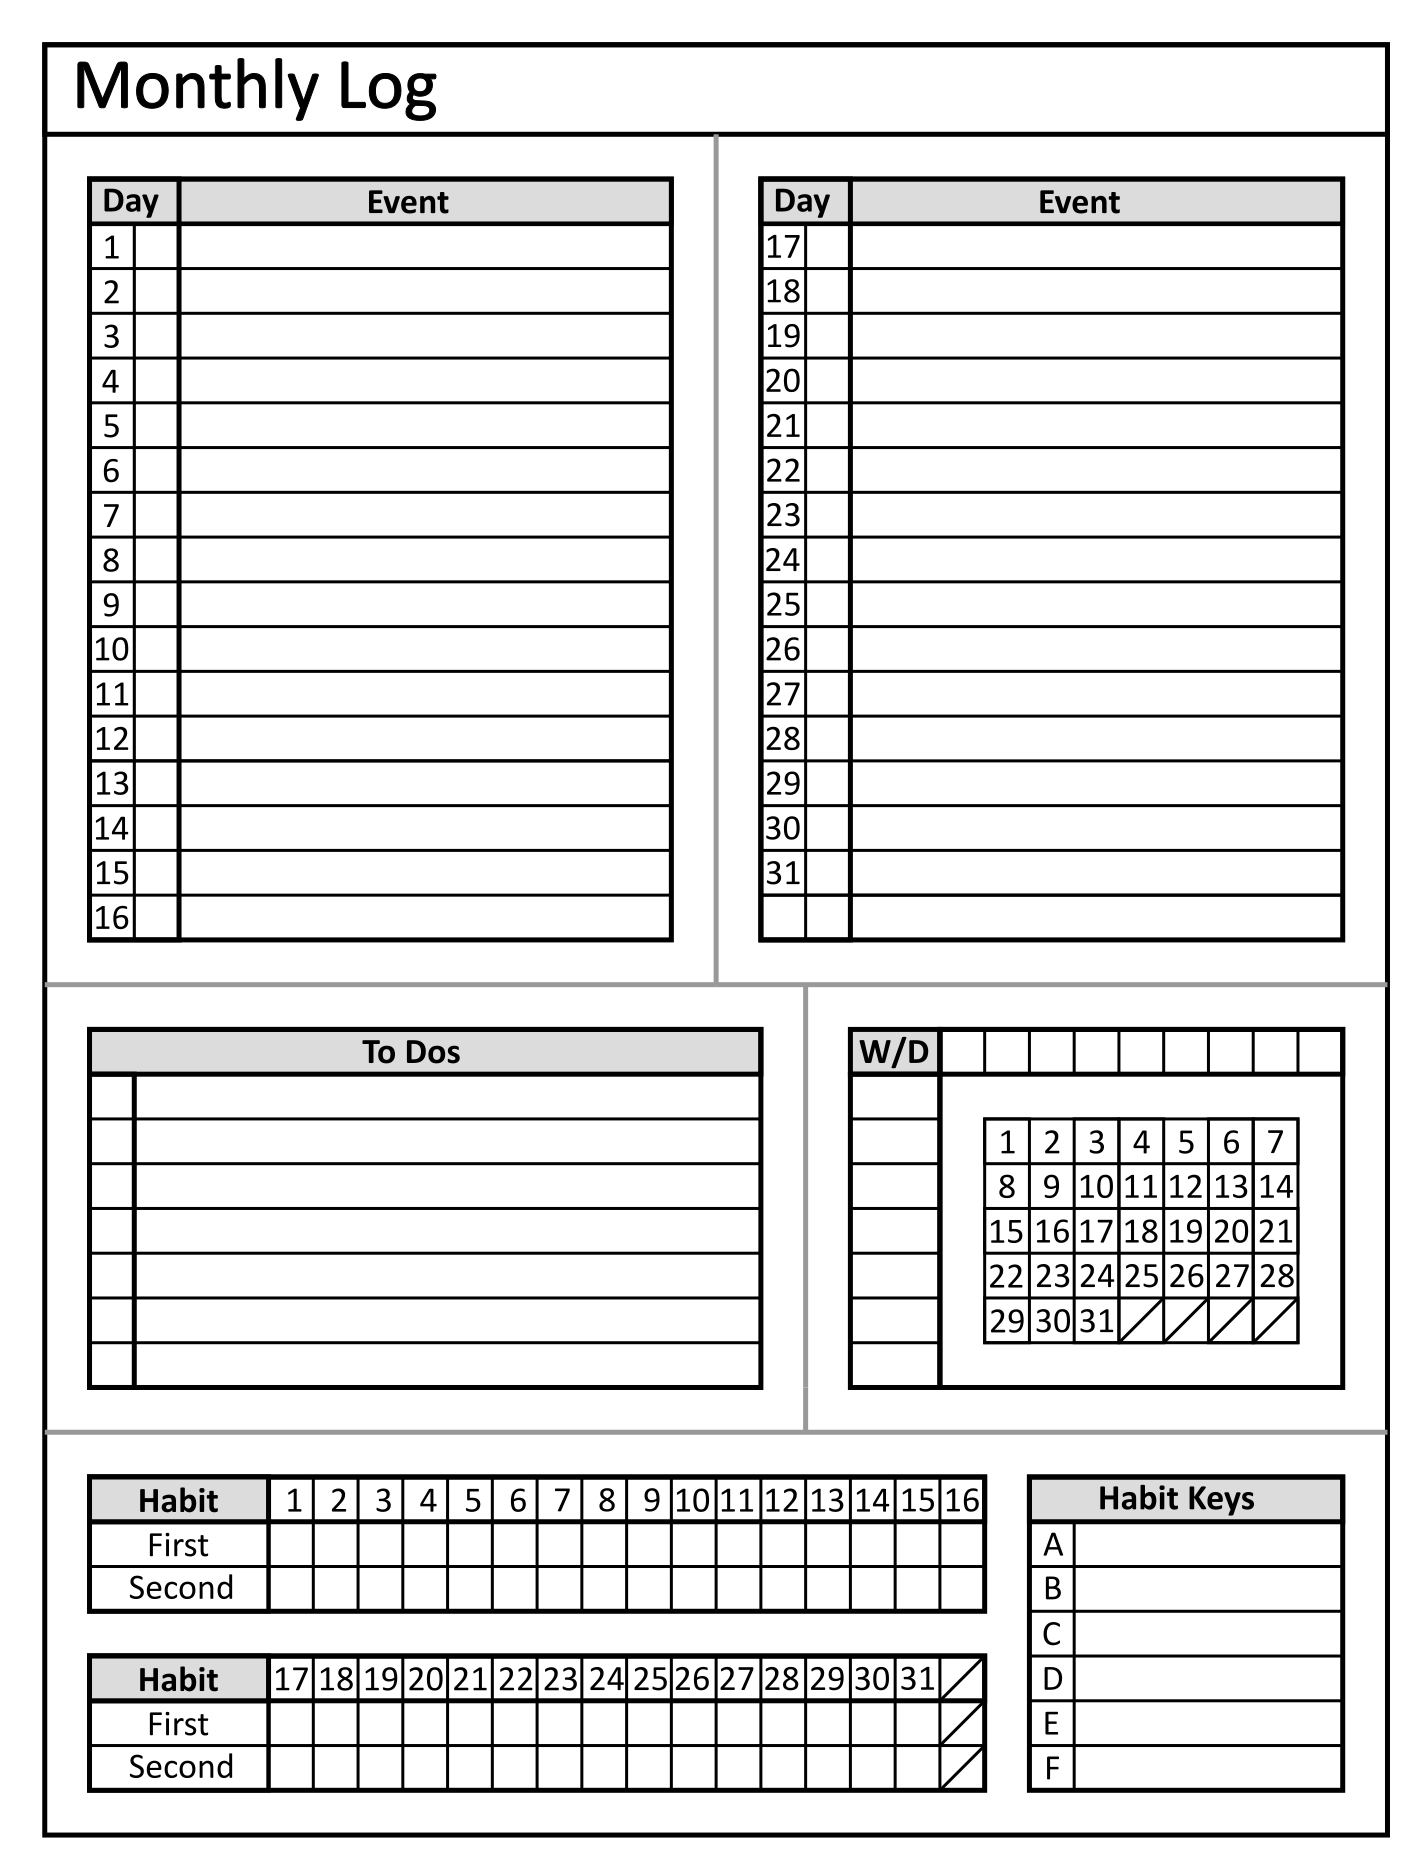 Monthly Log
Day Event
1
2
3
4
5
6
7
8
9
10
11
12
13
14
15
16
Day Event
17
18
19
20
21
22
23
24
25
26
27
28
29
30
31
To Dos
W/D
1 2 3 4 5 6 7
8 9 10 11 12 13 14
15 16 17 18 19 20 21
22 23 24 25 26 27 28
29 30 31
Habit 1 2 3 4 5 6 7 8 9 10 11 12 13 14 15 16
First
Second
Habit 17 18 19 20 21 22 23 24 25 26 27 28 29 30 31
First
Second
Habit Keys
A
B
C
D
E
F